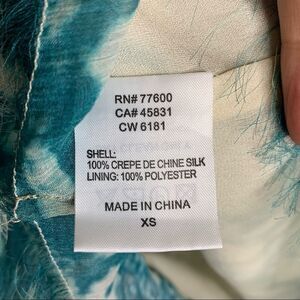 RN# 77600
CA# 45831
CW 6181
SHELL:
100% CREPE DE CHINE SILK
LINING: 100% POLYESTER
MADE IN CHINA
XS